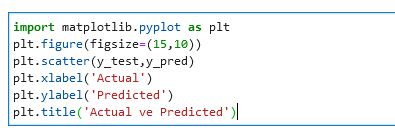 import matplotlib.pyplot as plt
plt.figure(figsize=(15,10))
plt.scatter(y_test,y_pred)
plt.xlabel('Actual')
plt.ylabel('Predicted')
plt.title('Actual ve Predicted')